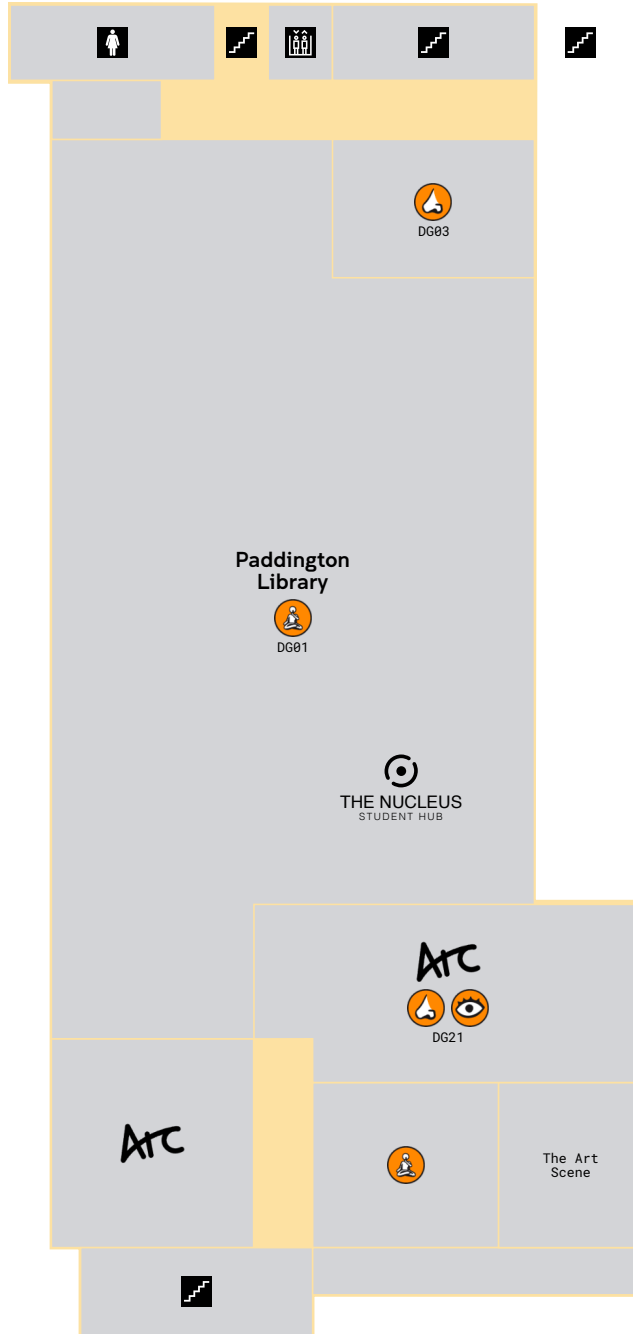 DG03
Paddington
Library
DG01
THE NUCLEUS
STUDENT HUB
Arc
DG21
Arc
The Art
Scene